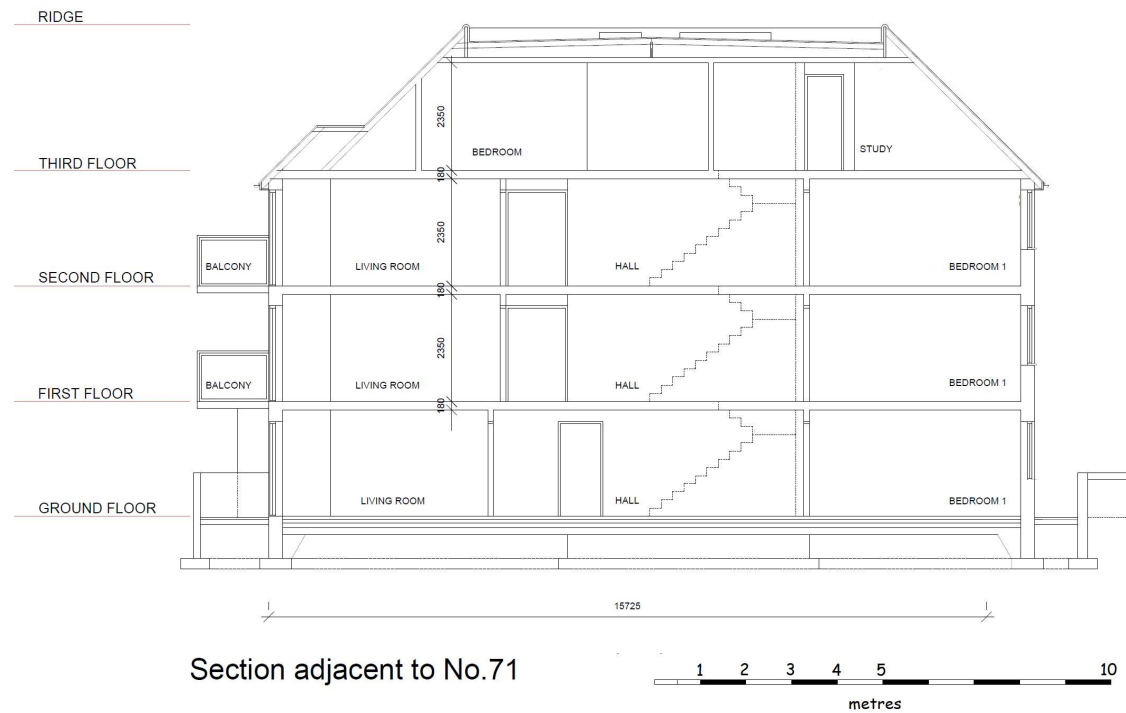 RIDGE
2350
BEDROOM
STUDY
THIRD FLOOR
180
2350
BALCONY
LIVING ROOM
HALL
BEDROOM 1
SECOND FLOOR
180
2350
BALCONY
LIVING ROOM
HALL
BEDROOM 1
FIRST FLOOR
180
LIVING ROOM
HALL
BEDROOM 1
GROUND FLOOR
15725
Section adjacent to No.71
1 2 3 4 5 10
metres